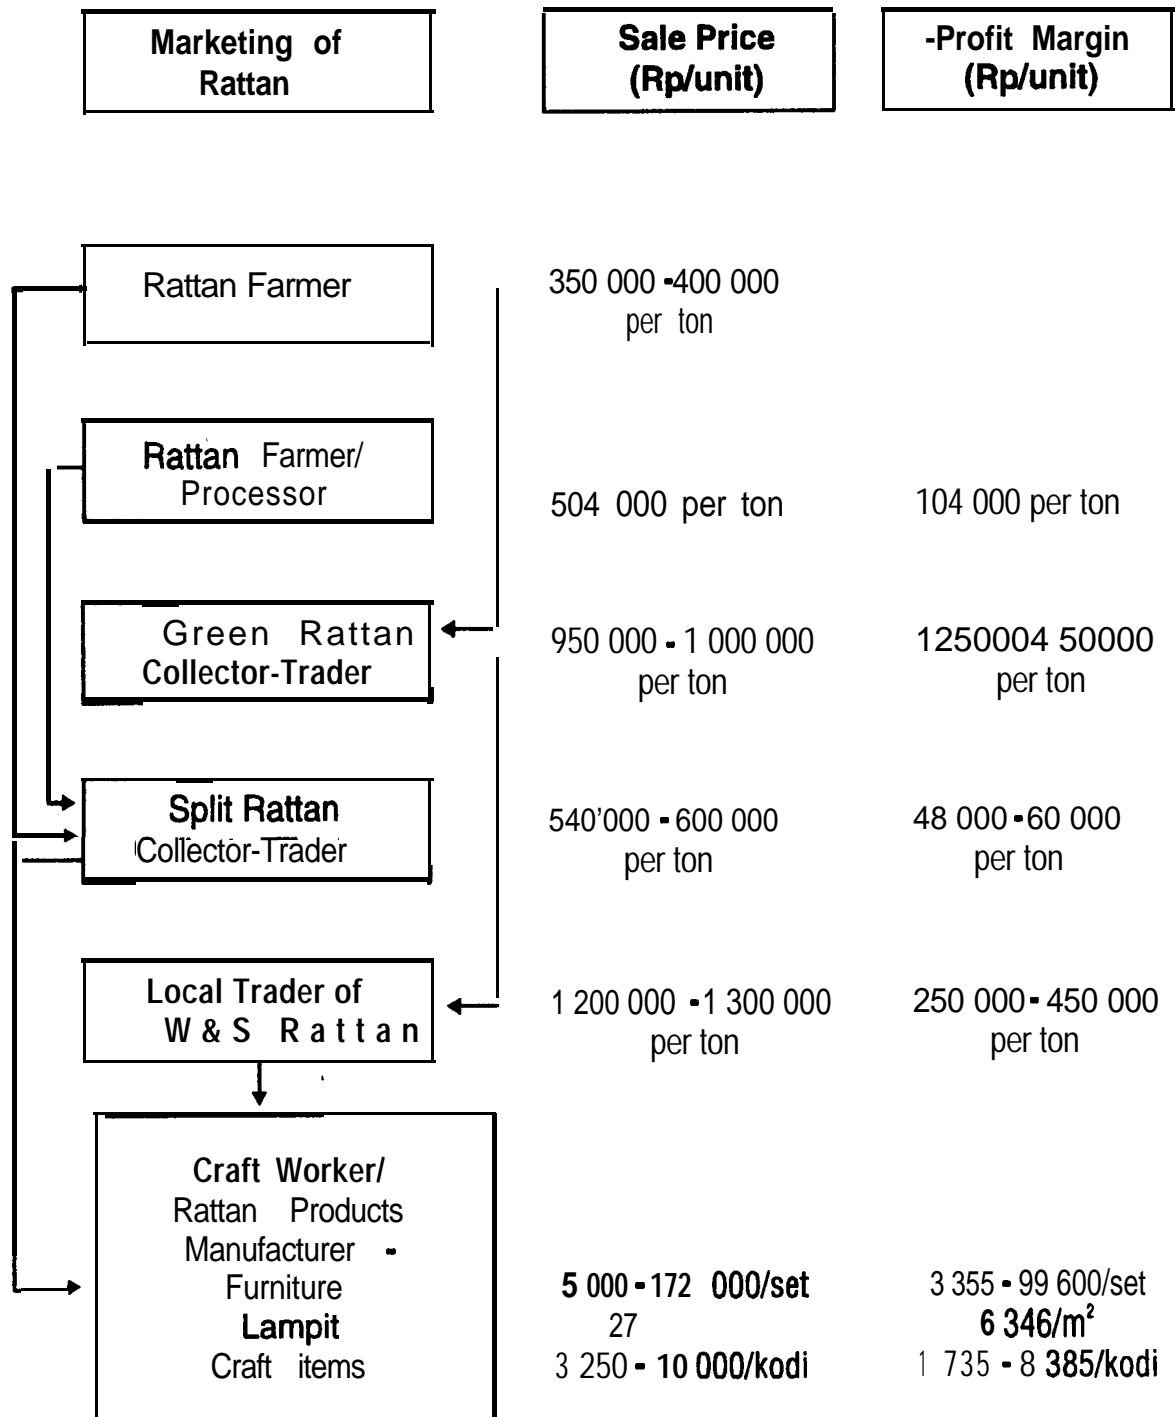 Marketing of
Rattan
Sale Price
(Rp/unit)
-Profit Margin
(Rp/unit)
Rattan Farmer
350 000 -400 000
per ton
Rattan Farmer/
Processor
504 000 per ton
104 000 per ton
Green Rattan
Collector-Trader
950 000 - 1 000 000
per ton
1250004 50000
per ton
Split Rattan
Collector-Trader
540'000 - 600 000
per ton
48 000 -60 000
per ton
Local Trader of
W & S Rattan
1 200 000 -1 300 000
per ton
250 000 - 450 000
per ton
Craft Worker/
Rattan Products
Manufacturer -
Furniture
Lampit
Craft items
5 000 - 172 000/set
27
3 250 - 10 000/kodi
3 355 - 99 600/set
6 346/m²
1 735 - 8 385/kodi